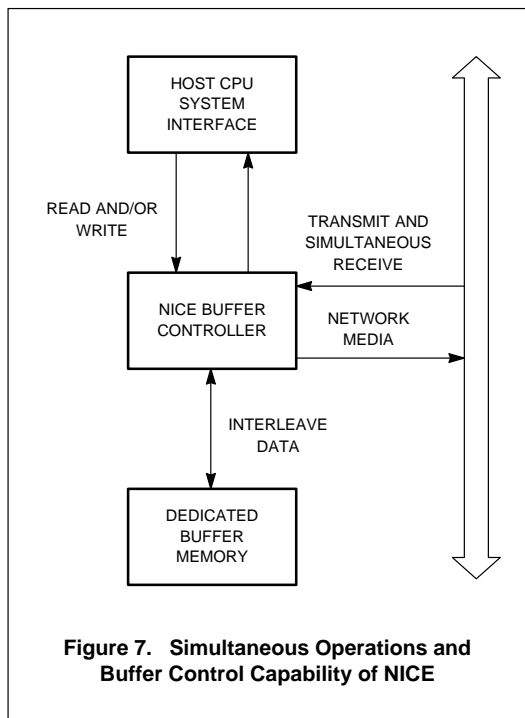 HOST CPU
SYSTEM
INTERFACE
READ AND/OR
WRITE
TRANSMIT AND
SIMULTANEOUS
RECEIVE
NICE BUFFER
CONTROLLER
NETWORK
MEDIA
INTERLEAVE
DATA
DEDICATED
BUFFER
MEMORY
Figure 7. Simultaneous Operations and
Buffer Control Capability of NICE